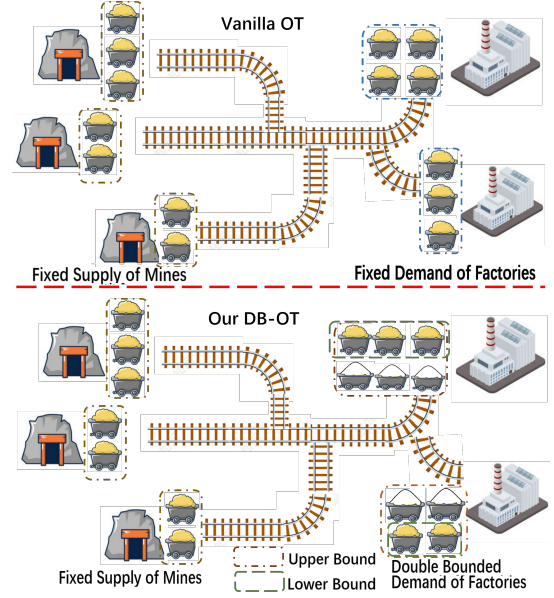 Vanilla OT
Fixed Supply of Mines
Fixed Demand of Factories
Our DB-OT
Upper Bound
Lower Bound
Fixed Supply of Mines
Double Bounded
Demand of Factories